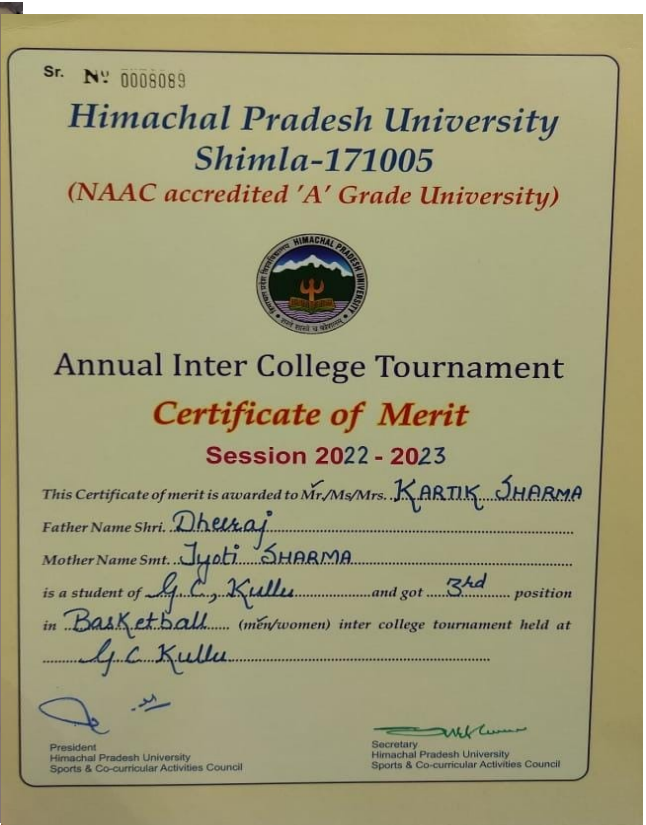 Sr. Nº 0008089
Himachal Pradesh University
Shimla-171005
(NAAC accredited 'A' Grade University)
HIMACHAL PRADESH UNIVERSITY
Annual Inter College Tournament
Certificate of Merit
Session 2022 - 2023
This Certificate of merit is awarded to Mr./Ms/Mrs. KARTIK SHARMA
Father Name Shri. Dheeraj
Mother Name Smt. Jyoti SHARMA
is a student of G.C, Kullu and got 3rd position
in BasKetball (men/women) inter college tournament held at
G.C Kullu
President
Himachal Pradesh University
Sports & Co-curricular Activities Council
Secretary
Himachal Pradesh University
Sports & Co-curricular Activities Council